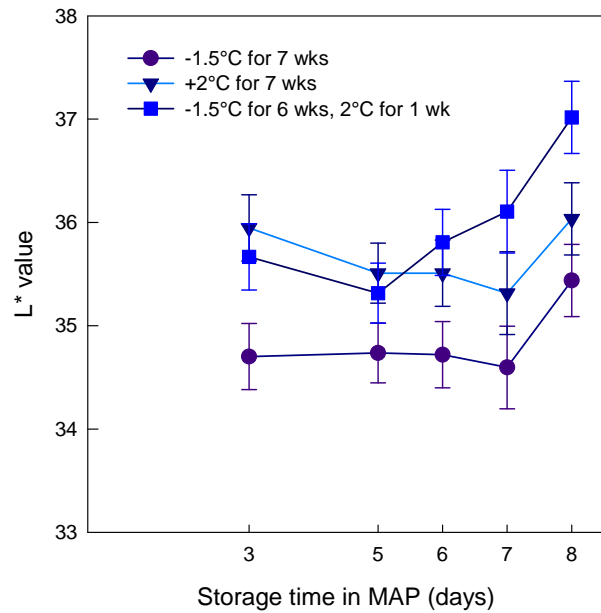 38
-1.5°C for 7 wks
+2°C for 7 wks
-1.5°C for 6 wks, 2°C for 1 wk
37
36
L* value
35
34
33
3 5 6 7 8
Storage time in MAP (days)